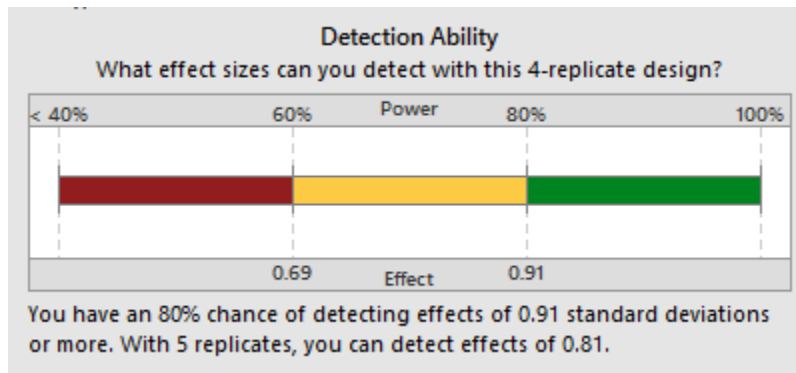 Detection Ability
What effect sizes can you detect with this 4-replicate design?
< 40% 60% Power 80% 100%
0.69 Effect 0.91
You have an 80% chance of detecting effects of 0.91 standard deviations
or more. With 5 replicates, you can detect effects of 0.81.